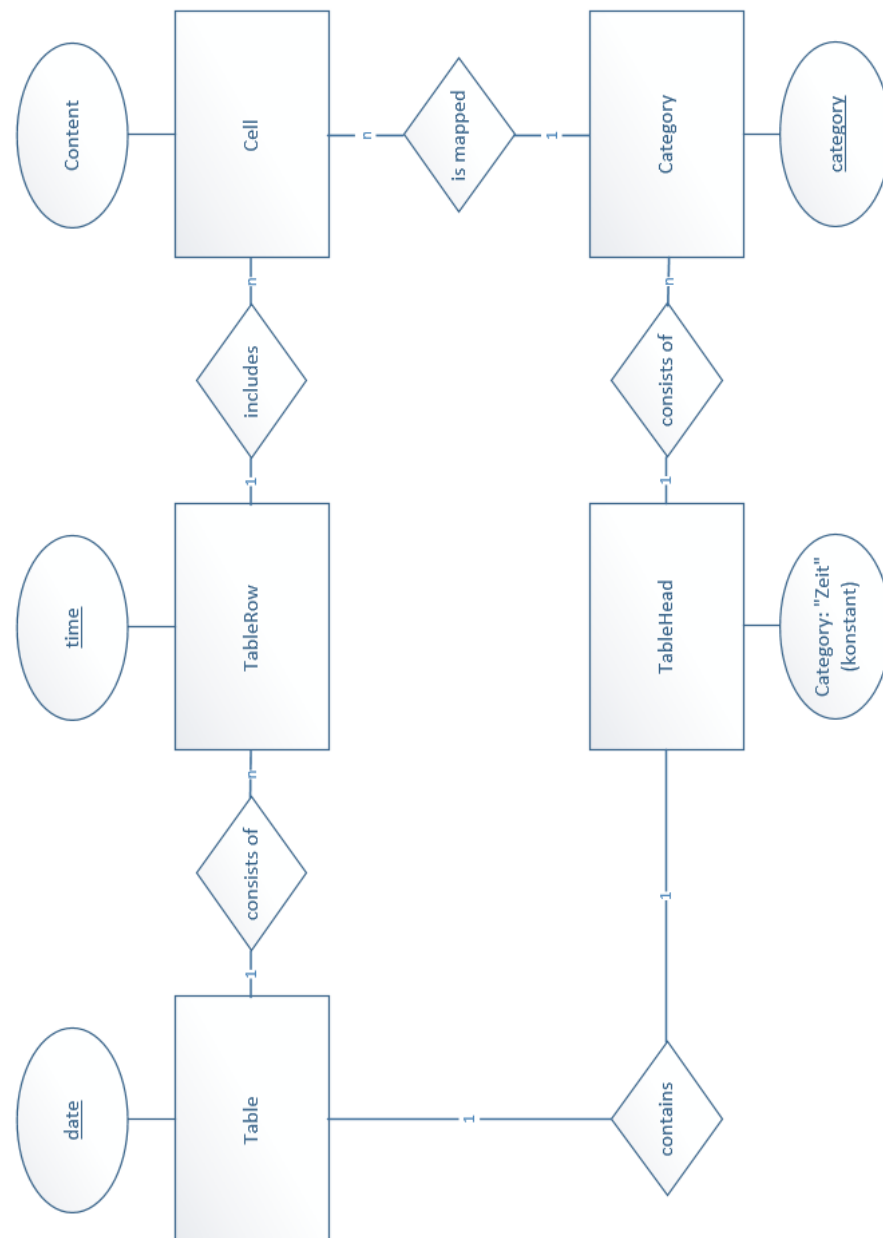 date
time
Content
Table
1
consists of
n
TableRow
1
includes
n
Cell
n
1
is mapped
1
contains
1
TableHead
1
consists of
n
Category
Category: "Zeit"
(konstant)
category